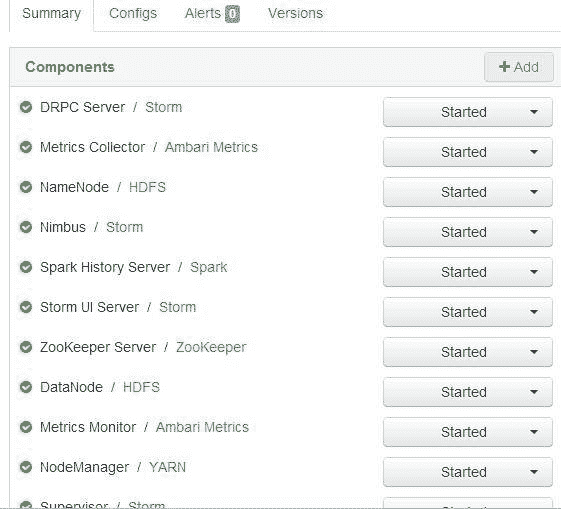 Summary Configs Alerts 0 Versions
Components + Add
DRPC Server / Storm Started
Metrics Collector / Ambari Metrics Started
NameNode / HDFS Started
Nimbus / Storm Started
Spark History Server / Spark Started
Storm UI Server / Storm Started
ZooKeeper Server / ZooKeeper Started
DataNode / HDFS Started
Metrics Monitor / Ambari Metrics Started
NodeManager / YARN Started
Supervisor / Storm Started